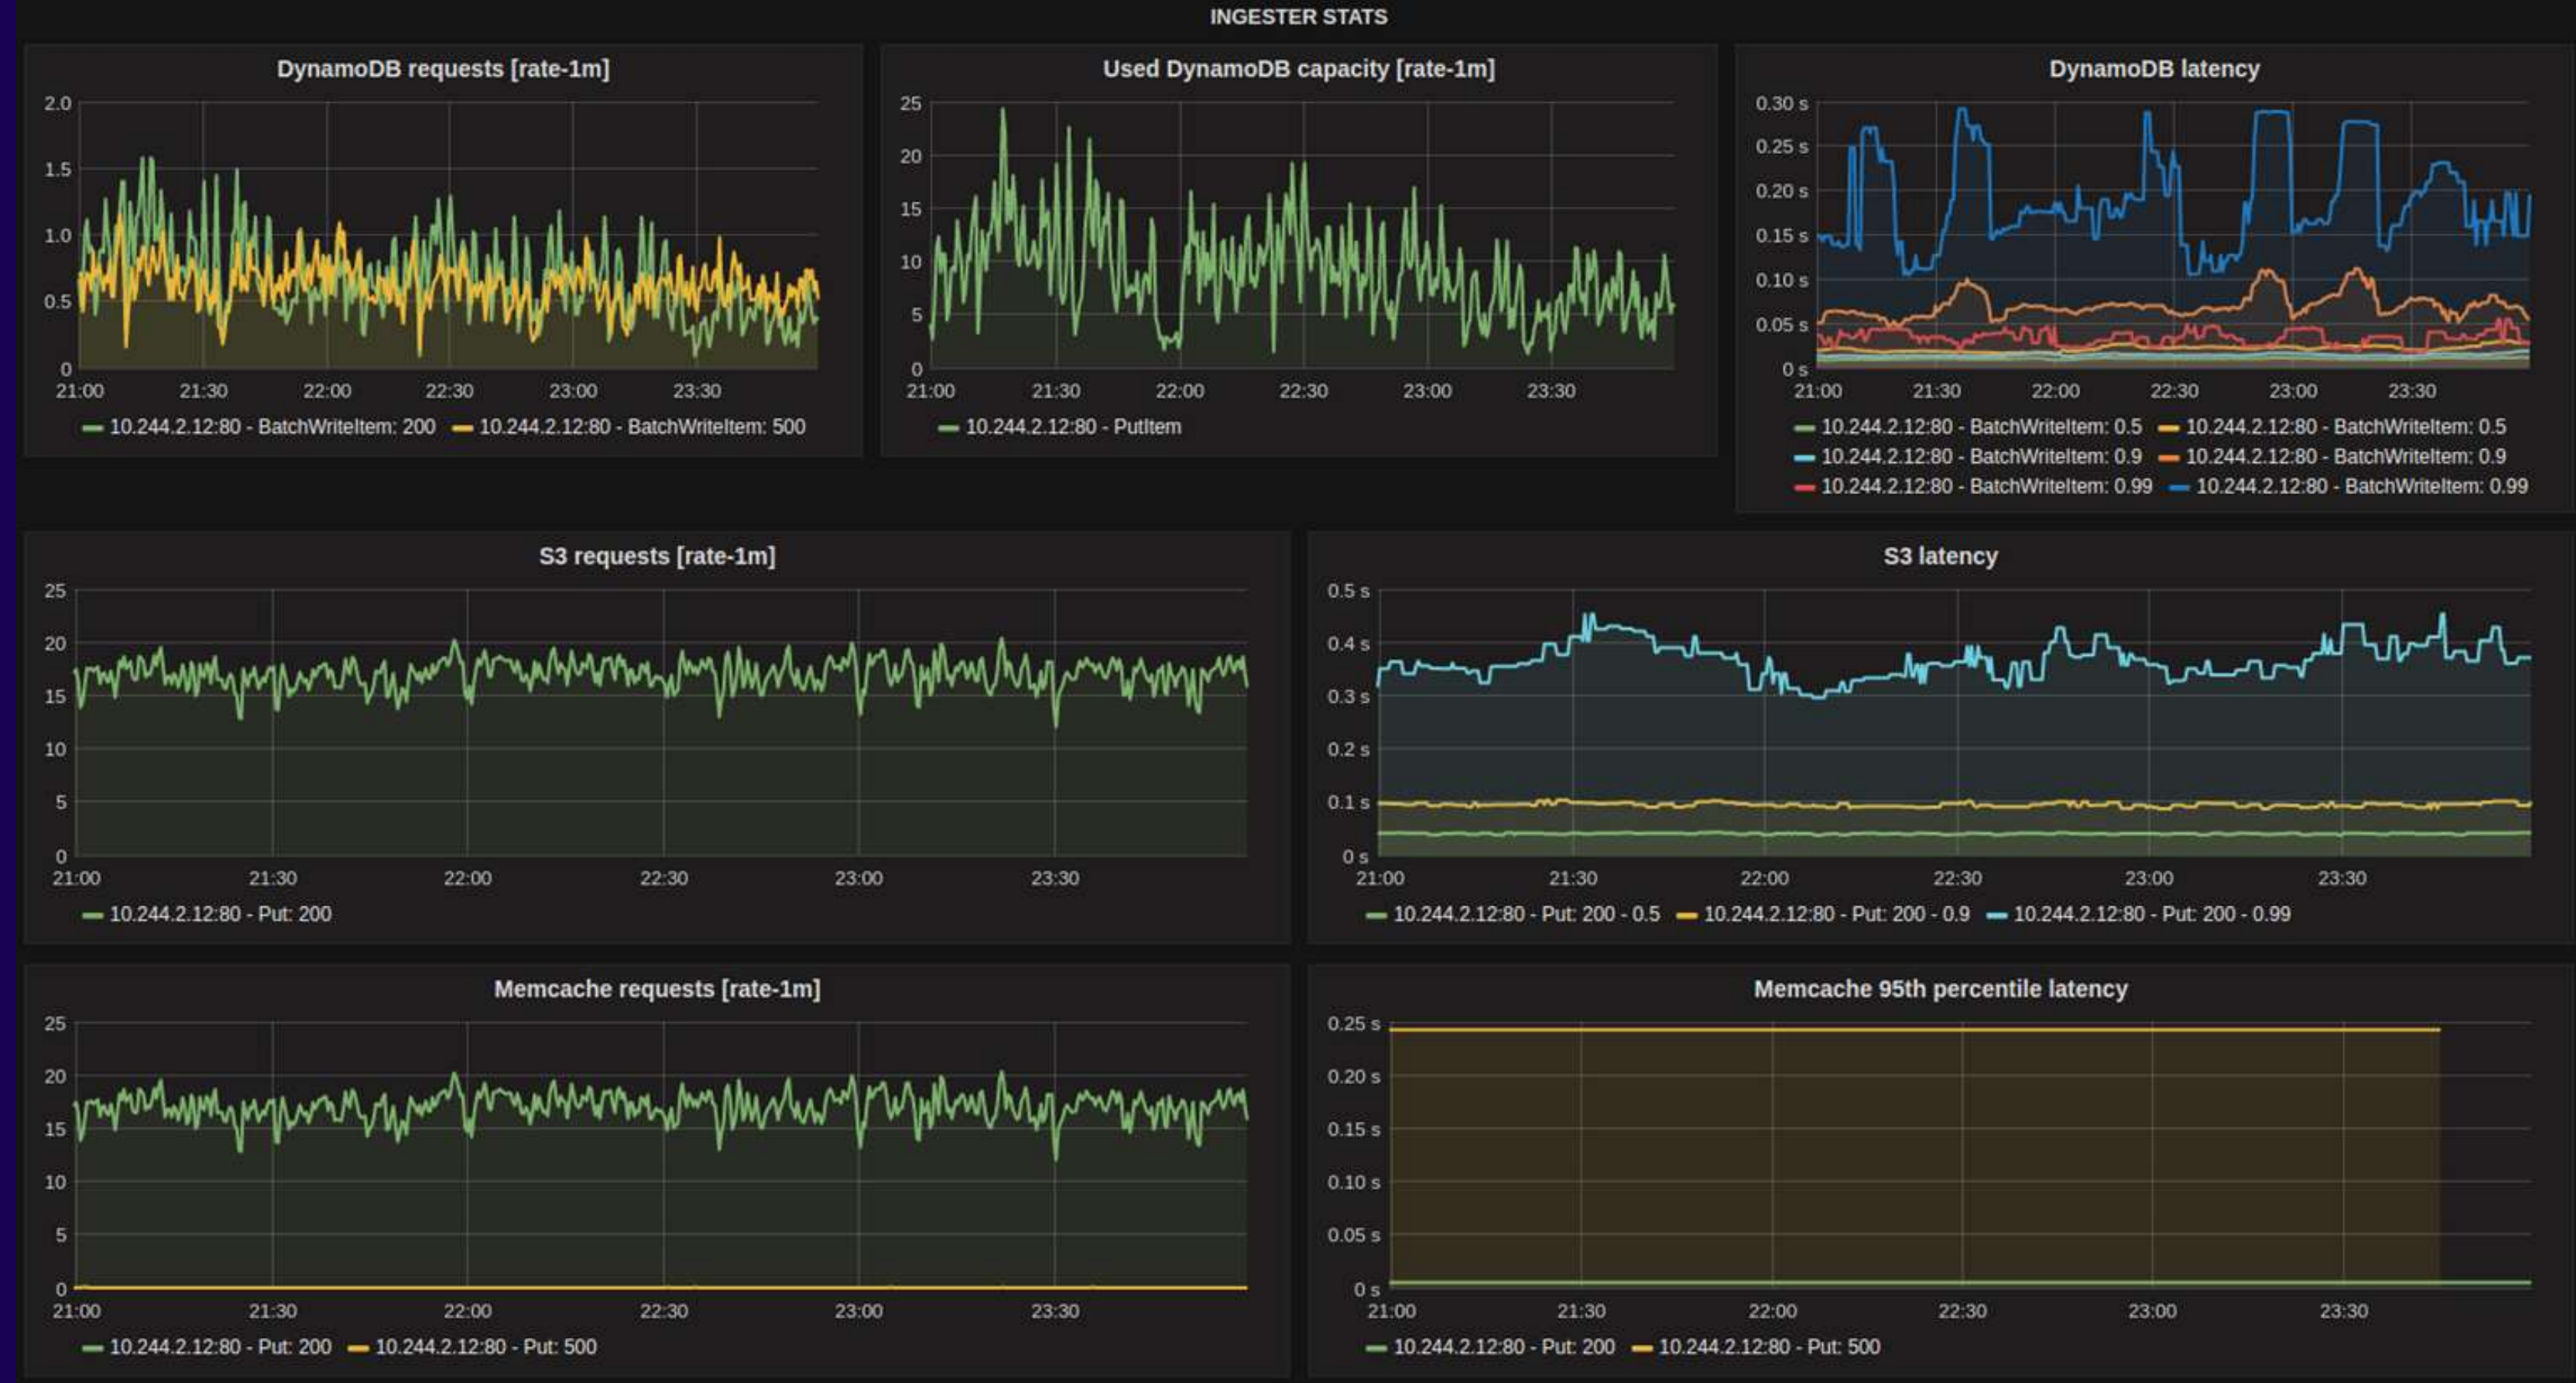 INGESTER STATS
DynamoDB requests [rate-1m]
2.0
1.5
1.0
0.5
0
21:00 21:30 22:00 22:30 23:00 23:30
10.244.2.12:80 - BatchWriteItem: 200 10.244.2.12:80 - BatchWriteItem: 500
Used DynamoDB capacity [rate-1m]
25
20
15
10
5
0
21:00 21:30 22:00 22:30 23:00 23:30
10.244.2.12:80 - PutItem
DynamoDB latency
0.30 s
0.25 s
0.20 s
0.15 s
0.10 s
0.05 s
0 s
21:00 21:30 22:00 22:30 23:00 23:30
10.244.2.12:80 - BatchWriteItem: 0.5 10.244.2.12:80 - BatchWriteItem: 0.5
10.244.2.12:80 - BatchWriteItem: 0.9 10.244.2.12:80 - BatchWriteItem: 0.9
10.244.2.12:80 - BatchWriteItem: 0.99 10.244.2.12:80 - BatchWriteItem: 0.99
S3 requests [rate-1m]
25
20
15
10
5
0
21:00 21:30 22:00 22:30 23:00 23:30
10.244.2.12:80 - Put: 200
S3 latency
0.5 s
0.4 s
0.3 s
0.2 s
0.1 s
0 s
21:00 21:30 22:00 22:30 23:00 23:30
10.244.2.12:80 - Put: 200 - 0.5 10.244.2.12:80 - Put: 200 - 0.9 10.244.2.12:80 - Put: 200 - 0.99
Memcache requests [rate-1m]
25
20
15
10
5
0
21:00 21:30 22:00 22:30 23:00 23:30
10.244.2.12:80 - Put: 200 10.244.2.12:80 - Put: 500
Memcache 95th percentile latency
0.25 s
0.20 s
0.15 s
0.10 s
0.05 s
0 s
21:00 21:30 22:00 22:30 23:00 23:30
10.244.2.12:80 - Put: 200 10.244.2.12:80 - Put: 500